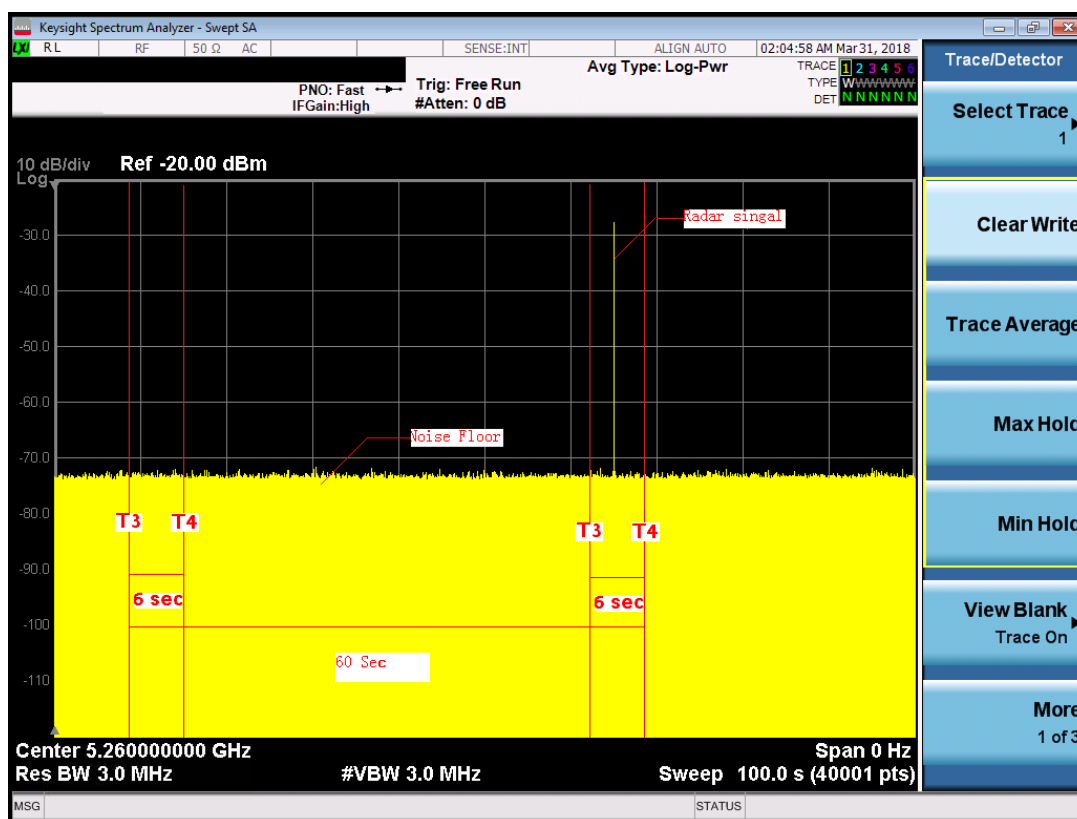 Keysight Spectrum Analyzer - Swept SA
LXI RL RF 50 Ω AC SENSE:INT ALIGN AUTO 02:04:58 AM Mar 31, 2018
PNO: Fast
IFGain:High
Trig: Free Run
#Atten: 0 dB
Avg Type: Log-Pwr
TRACE 1 2 3 4 5 6
TYPE WWWWWW
DET N N N N N N
10 dB/div
Log
Ref -20.00 dBm
Radar singal
-30.0
-40.0
-50.0
-60.0
Noise Floor
-70.0
-80.0
T3 T4 T3 T4
-90.0
6 sec 6 sec
-100
60 Sec
-110
Center 5.260000000 GHz Span 0 Hz
Res BW 3.0 MHz #VBW 3.0 MHz Sweep 100.0 s (40001 pts)
MSG STATUS
Trace/Detector
Select Trace
1
Clear Write
Trace Average
Max Hold
Min Hold
View Blank
Trace On
More
1 of 3